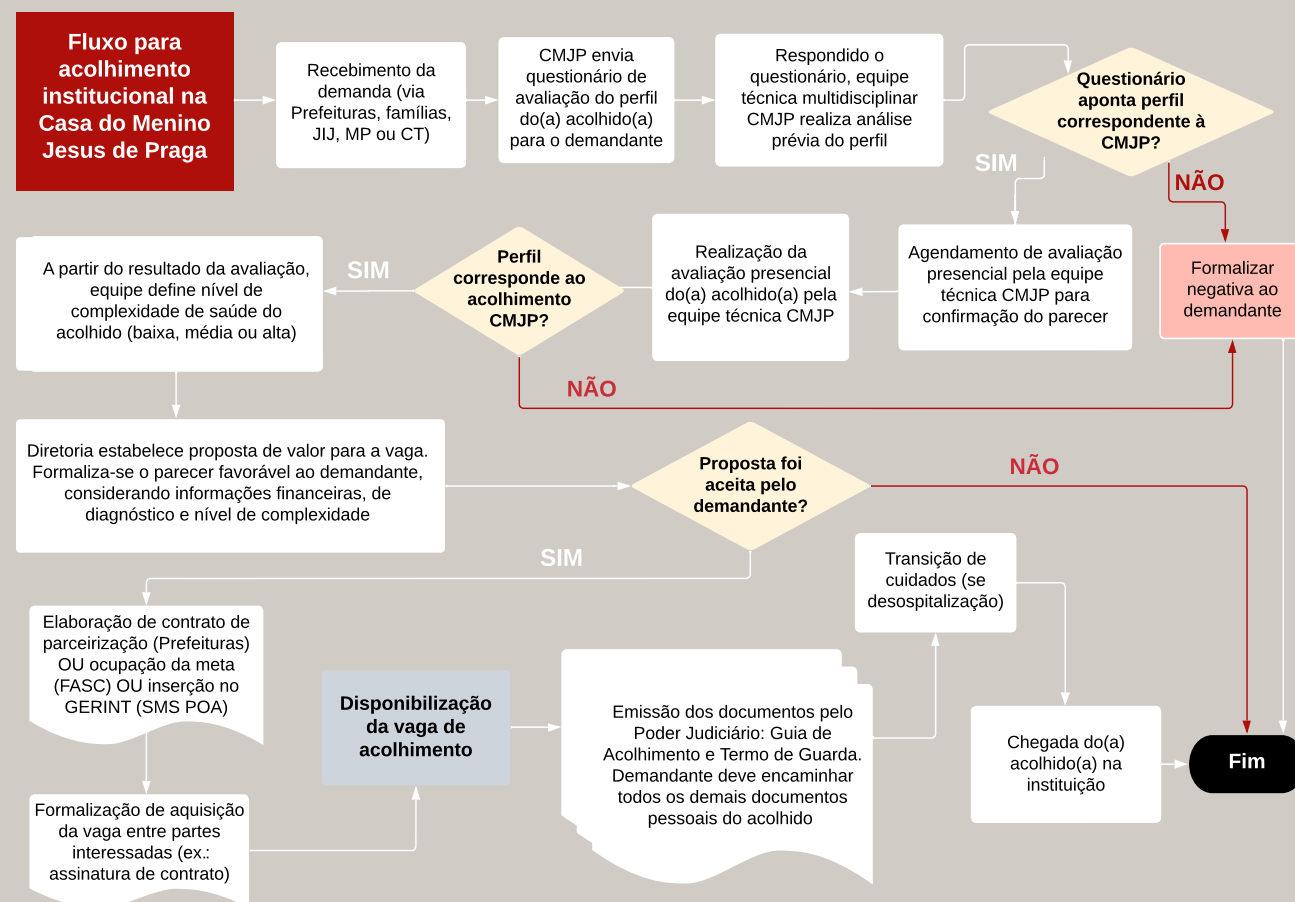 Fluxo para
acolhimento
institucional na
Casa do Menino
Jesus de Praga
Recebimento da
demanda (via
Prefeituras, famílias,
JIJ, MP ou CT)
CMJP envia
questionário de
avaliação do perfil
do(a) acolhido(a)
para o demandante
Respondido o
questionário, equipe
técnica multidisciplinar
CMJP realiza análise
prévia do perfil
Questionário
aponta perfil
correspondente à
CMJP?
SIM
NÃO
Formalizar
negativa ao
demandante
Agendamento de avaliação
presencial pela equipe
técnica CMJP para
confirmação do parecer
Realização da
avaliação presencial
do(a) acolhido(a) pela
equipe técnica CMJP
Perfil
corresponde ao
acolhimento
CMJP?
SIM
NÃO
A partir do resultado da avaliação,
equipe define nível de
complexidade de saúde do
acolhido (baixa, média ou alta)
Diretoria estabelece proposta de valor para a vaga.
Formaliza-se o parecer favorável ao demandante,
considerando informações financeiras, de
diagnóstico e nível de complexidade
Proposta foi
aceita pelo
demandante?
NÃO
SIM
Elaboração de contrato de
parceirização (Prefeituras)
OU ocupação da meta
(FASC) OU inserção no
GERINT (SMS POA)
Formalização de aquisição
da vaga entre partes
interessadas (ex.:
assinatura de contrato)
Disponibilização
da vaga de
acolhimento
Emissão dos documentos pelo
Poder Judiciário: Guia de
Acolhimento e Termo de Guarda.
Demandante deve encaminhar
todos os demais documentos
pessoais do acolhido
Transição de
cuidados (se
desospitalização)
Chegada do(a)
acolhido(a) na
instituição
Fim